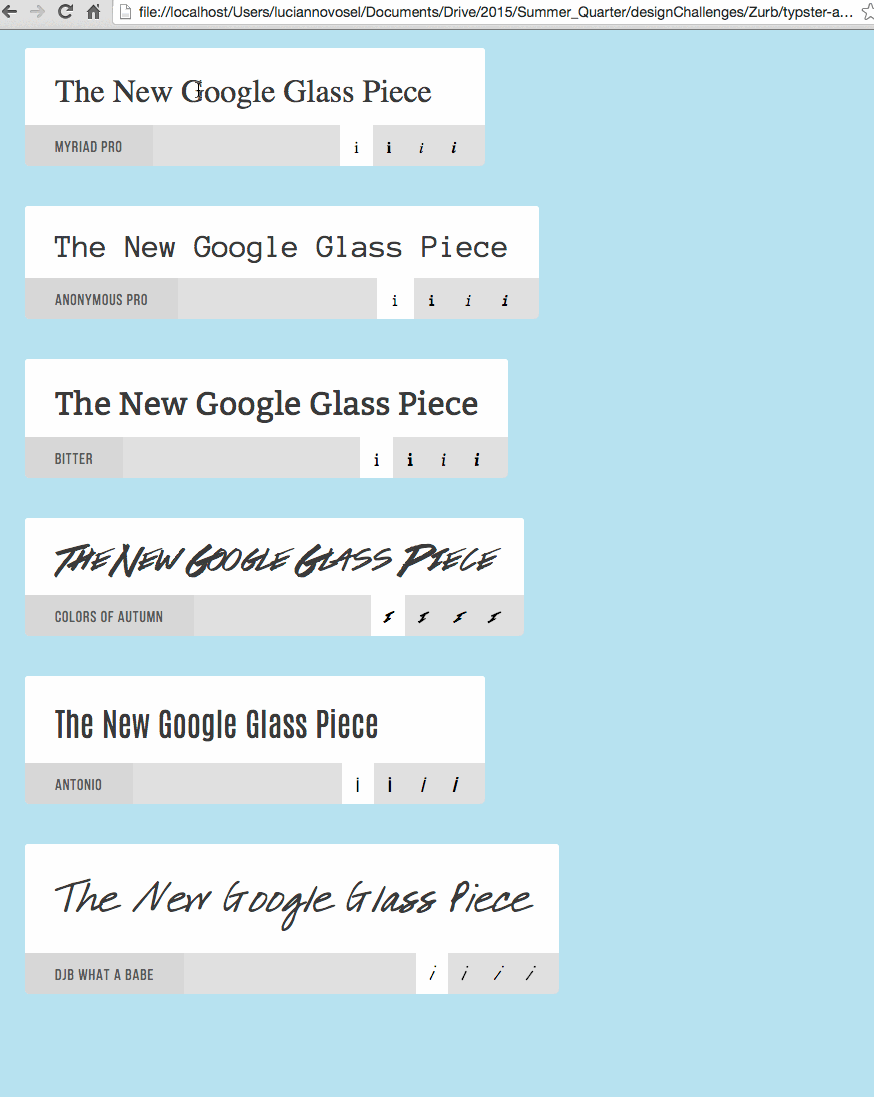 file://localhost/Users/luciannovosel/Documents/Drive/2015/Summer_Quarter/designChallenges/Zurb/typster-a…
The New Google Glass Piece
MYRIAD PRO i i i i
The New Google Glass Piece
ANONYMOUS PRO i i i i
The New Google Glass Piece
BITTER i i i i
THE NEW GOOGLE GLASS PIECE
COLORS OF AUTUMN I I I I
The New Google Glass Piece
ANTONIO i i i i
The New Google Glass Piece
DJB WHAT A BABE i i i i